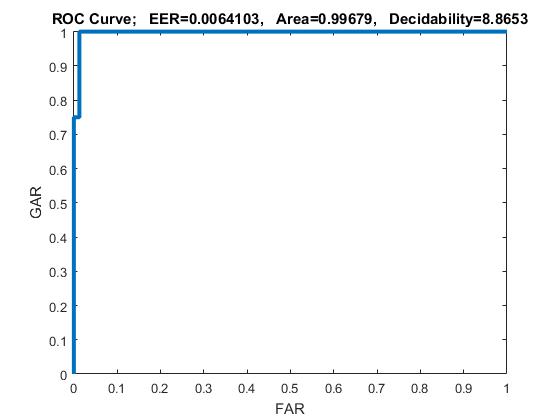 ROC Curve;   EER=0.0064103,   Area=0.99679,   Decidability=8.8653
1
0.9
0.8
0.7
0.6
0.5
0.4
0.3
0.2
0.1
0
GAR
0 0.1 0.2 0.3 0.4 0.5 0.6 0.7 0.8 0.9 1
FAR